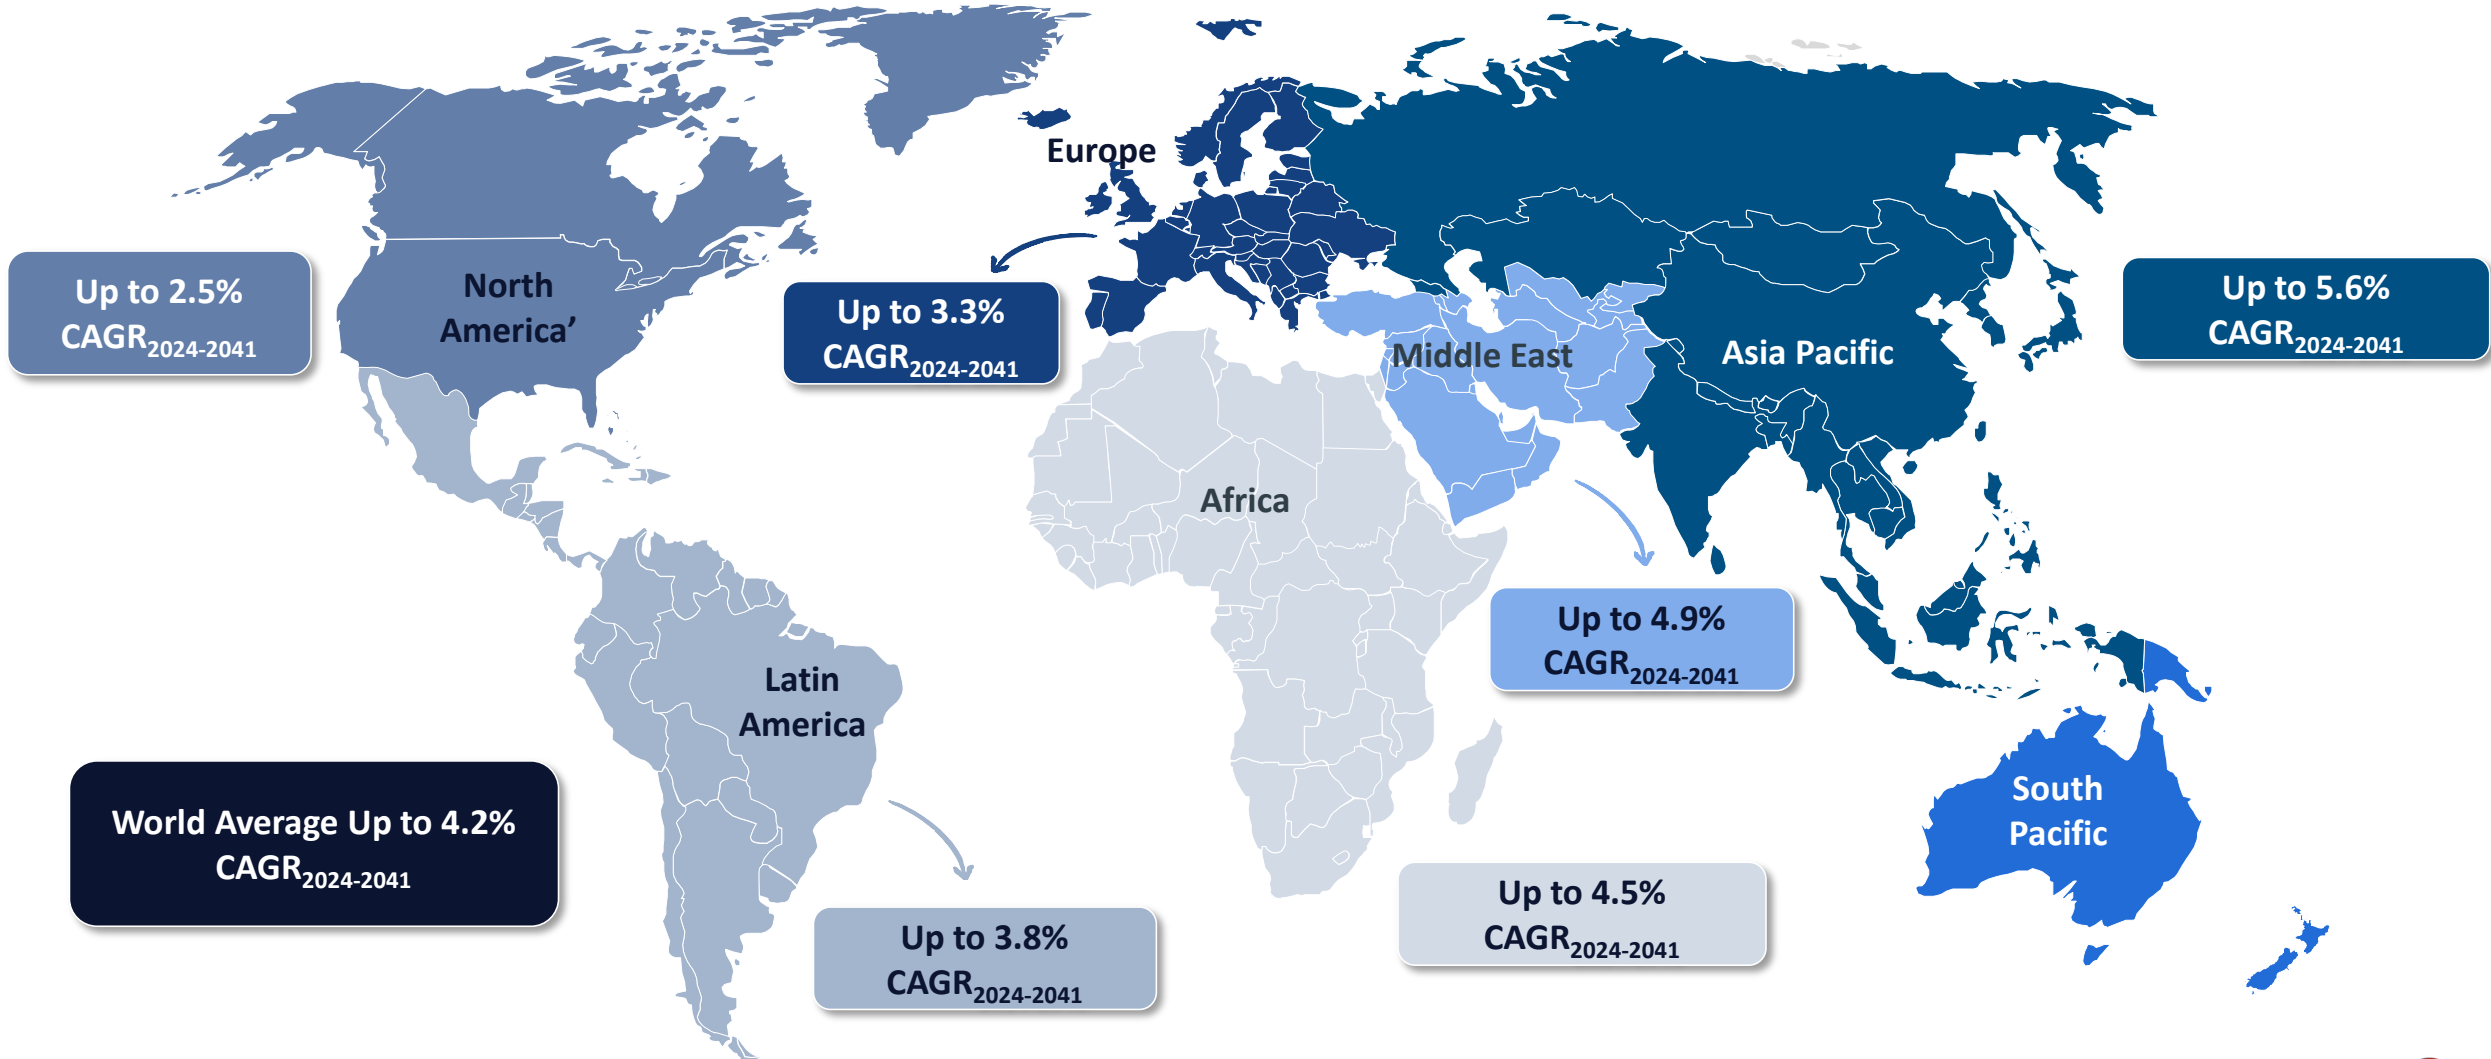 Europe
Up to 2.5%
CAGR2024-2041
North
America’
Up to 3.3%
CAGR2024-2041
Middle East
Asia Pacific
Up to 5.6%
CAGR2024-2041
Africa
Up to 4.9%
CAGR2024-2041
Latin
America
World Average Up to 4.2%
CAGR2024-2041
South
Pacific
Up to 3.8%
CAGR2024-2041
Up to 4.5%
CAGR2024-2041